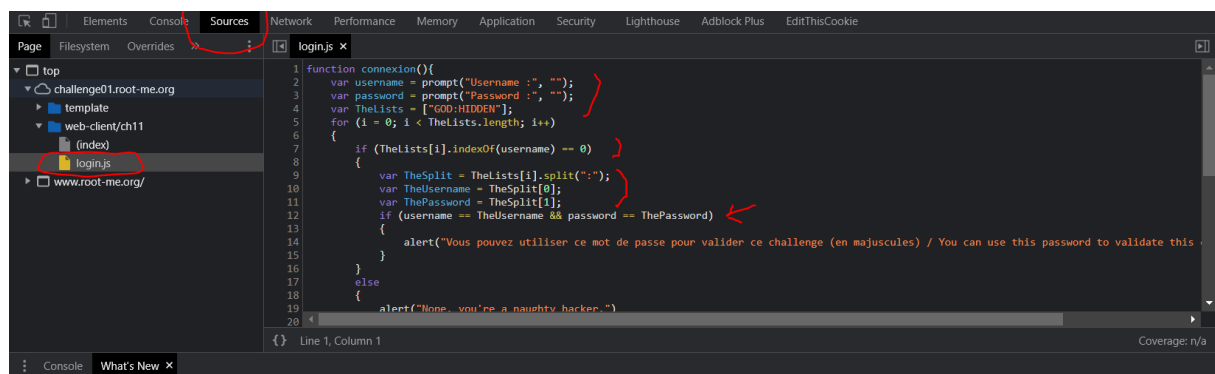 Elements Console Sources Network Performance Memory Application Security Lighthouse Adblock Plus EditThisCookie
Page Filesystem Overrides » ⋮ login.js ×
top
challenge01.root-me.org
template
web-client/ch11
(index)
login.js
www.root-me.org/
1 function connexion(){
2 var username = prompt("Username :", "");
3 var password = prompt("Password :", "");
4 var TheLists = ["GOD:HIDDEN"];
5 for (i = 0; i < TheLists.length; i++)
6 {
7 if (TheLists[i].indexOf(username) == 0)
8 {
9 var TheSplit = TheLists[i].split(":");
10 var TheUsername = TheSplit[0];
11 var ThePassword = TheSplit[1];
12 if (username == TheUsername && password == ThePassword)
13 {
14 alert("Vous pouvez utiliser ce mot de passe pour valider ce challenge (en majuscules) / You can use this password to validate this
15 }
16 }
17 else
18 {
19 alert("Nope, you're a naughty hacker.")
20
{} Line 1, Column 1 Coverage: n/a
⋮ Console What's New ×